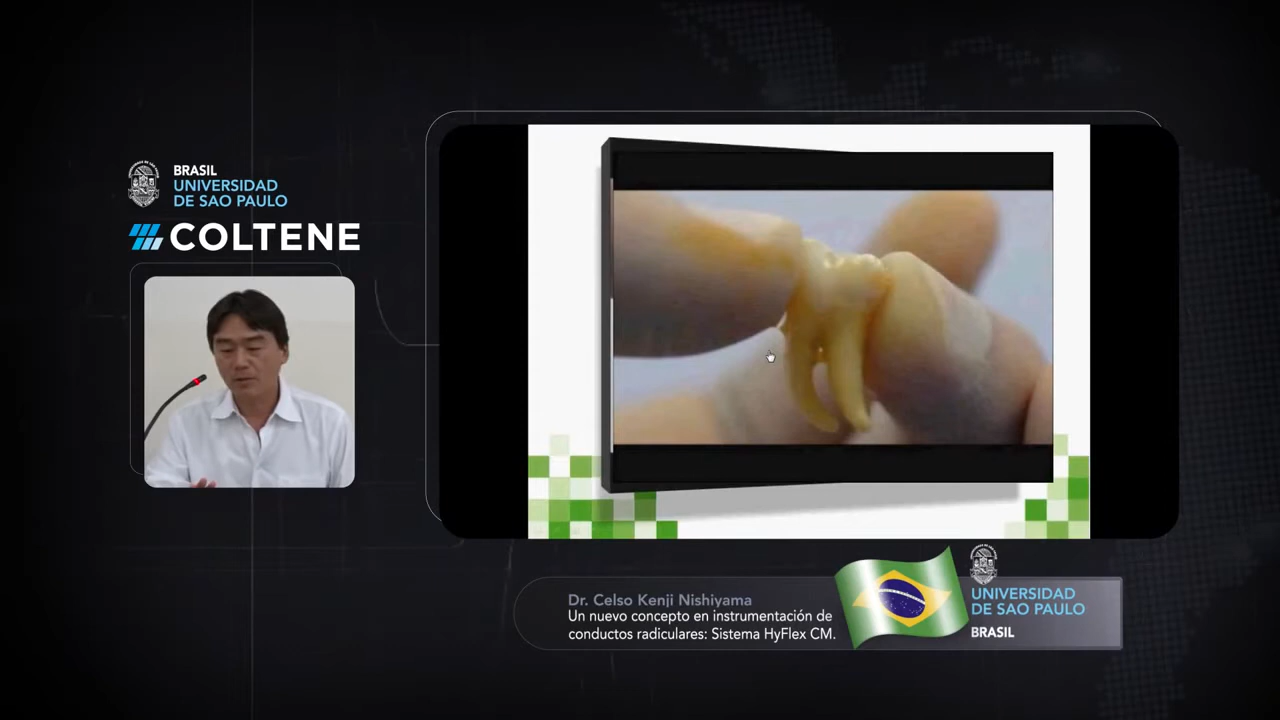 BRASIL
UNIVERSIDAD
DE SAO PAULO
COLTENE
Dr. Celso Kenji Nishiyama
Un nuevo concepto en instrumentación de
conductos radiculares: Sistema HyFlex CM.
UNIVERSIDAD
DE SAO PAULO
BRASIL